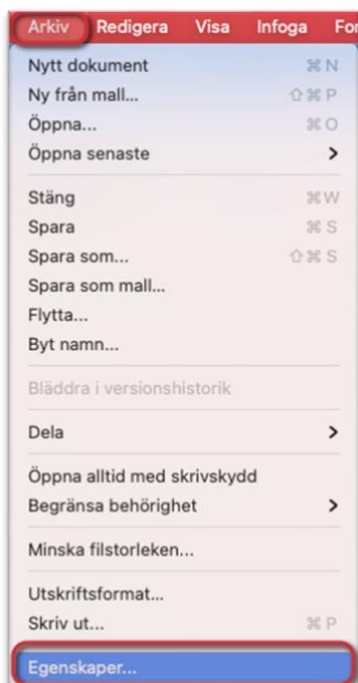 Arkiv Redigera Visa Infoga For
Nytt dokument ⌘ N
Ny från mall... ⇧ ⌘ P
Öppna... ⌘ O
Öppna senaste >
Stäng ⌘ W
Spara ⌘ S
Spara som... ⇧ ⌘ S
Spara som mall...
Flytta...
Byt namn...
Bläddra i versionshistorik
Dela >
Öppna alltid med skrivskydd
Begränsa behörighet >
Minska filstorleken...
Utskriftsformat...
Skriv ut... ⌘ P
Egenskaper...